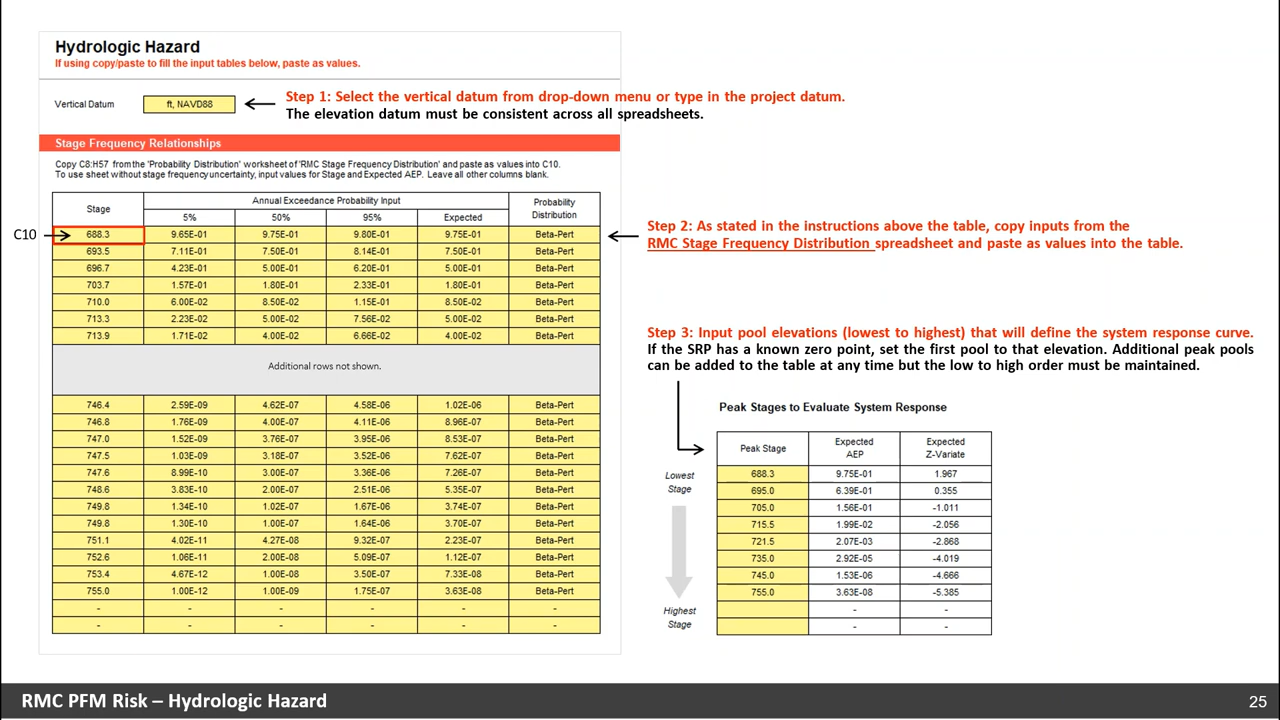 Hydrologic Hazard
If using copy/paste to fill the input tables below, paste as values.
Vertical Datum
ft, NAVD88
Step 1: Select the vertical datum from drop-down menu or type in the project datum.
The elevation datum must be consistent across all spreadsheets.
Stage Frequency Relationships
Copy C8:H57 from the 'Probability Distribution' worksheet of 'RMC Stage Frequency Distribution' and paste as values into C10.
To use sheet without stage frequency uncertainty, input values for Stage and Expected AEP. Leave all other columns blank.
Stage Annual Exceedance Probability Input Probability Distribution
5% 50% 95% Expected
C10
688.3 9.65E-01 9.75E-01 9.80E-01 9.75E-01 Beta-Pert
693.5 7.11E-01 7.50E-01 8.14E-01 7.50E-01 Beta-Pert
696.7 4.23E-01 5.00E-01 6.20E-01 5.00E-01 Beta-Pert
703.7 1.57E-01 1.80E-01 2.33E-01 1.80E-01 Beta-Pert
710.0 6.00E-02 8.50E-02 1.15E-01 8.50E-02 Beta-Pert
713.3 2.23E-02 5.00E-02 7.56E-02 5.00E-02 Beta-Pert
713.9 1.71E-02 4.00E-02 6.66E-02 4.00E-02 Beta-Pert
Additional rows not shown.
746.4 2.59E-09 4.62E-07 4.58E-06 1.02E-06 Beta-Pert
746.8 1.76E-09 4.00E-07 4.11E-06 8.96E-07 Beta-Pert
747.0 1.52E-09 3.76E-07 3.95E-06 8.53E-07 Beta-Pert
747.5 1.03E-09 3.18E-07 3.52E-06 7.62E-07 Beta-Pert
747.6 8.99E-10 3.00E-07 3.36E-06 7.26E-07 Beta-Pert
748.6 3.83E-10 2.00E-07 2.51E-06 5.35E-07 Beta-Pert
749.8 1.34E-10 1.02E-07 1.67E-06 3.74E-07 Beta-Pert
749.8 1.30E-10 1.00E-07 1.64E-06 3.70E-07 Beta-Pert
751.1 4.02E-11 4.27E-08 9.32E-07 2.23E-07 Beta-Pert
752.6 1.06E-11 2.00E-08 5.09E-07 1.12E-07 Beta-Pert
753.4 4.67E-12 1.00E-08 3.50E-07 7.33E-08 Beta-Pert
755.0 1.00E-12 1.00E-09 1.75E-07 3.63E-08 Beta-Pert
- - - - - -
- - - - - -
Step 2: As stated in the instructions above the table, copy inputs from the
RMC Stage Frequency Distribution spreadsheet and paste as values into the table.
Step 3: Input pool elevations (lowest to highest) that will define the system response curve.
If the SRP has a known zero point, set the first pool to that elevation. Additional peak pools
can be added to the table at any time but the low to high order must be maintained.
Peak Stages to Evaluate System Response
Peak Stage Expected AEP Expected Z-Variate
Lowest
Stage
688.3 9.75E-01 1.967
695.0 6.39E-01 0.355
705.0 1.56E-01 -1.011
715.5 1.99E-02 -2.056
721.5 2.07E-03 -2.868
735.0 2.92E-05 -4.019
745.0 1.53E-06 -4.666
755.0 3.63E-08 -5.385
- -
- -
Highest
Stage
RMC PFM Risk – Hydrologic Hazard
25